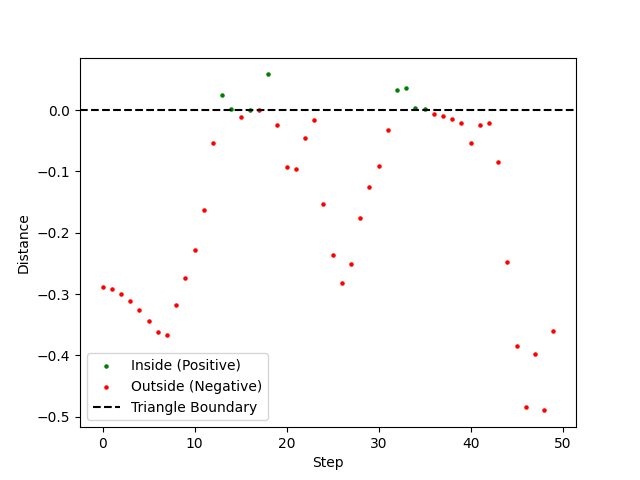 0.0
−0.1
−0.2
−0.3
−0.4
−0.5
Distance
Inside (Positive)
Outside (Negative)
Triangle Boundary
0 10 20 30 40 50
Step